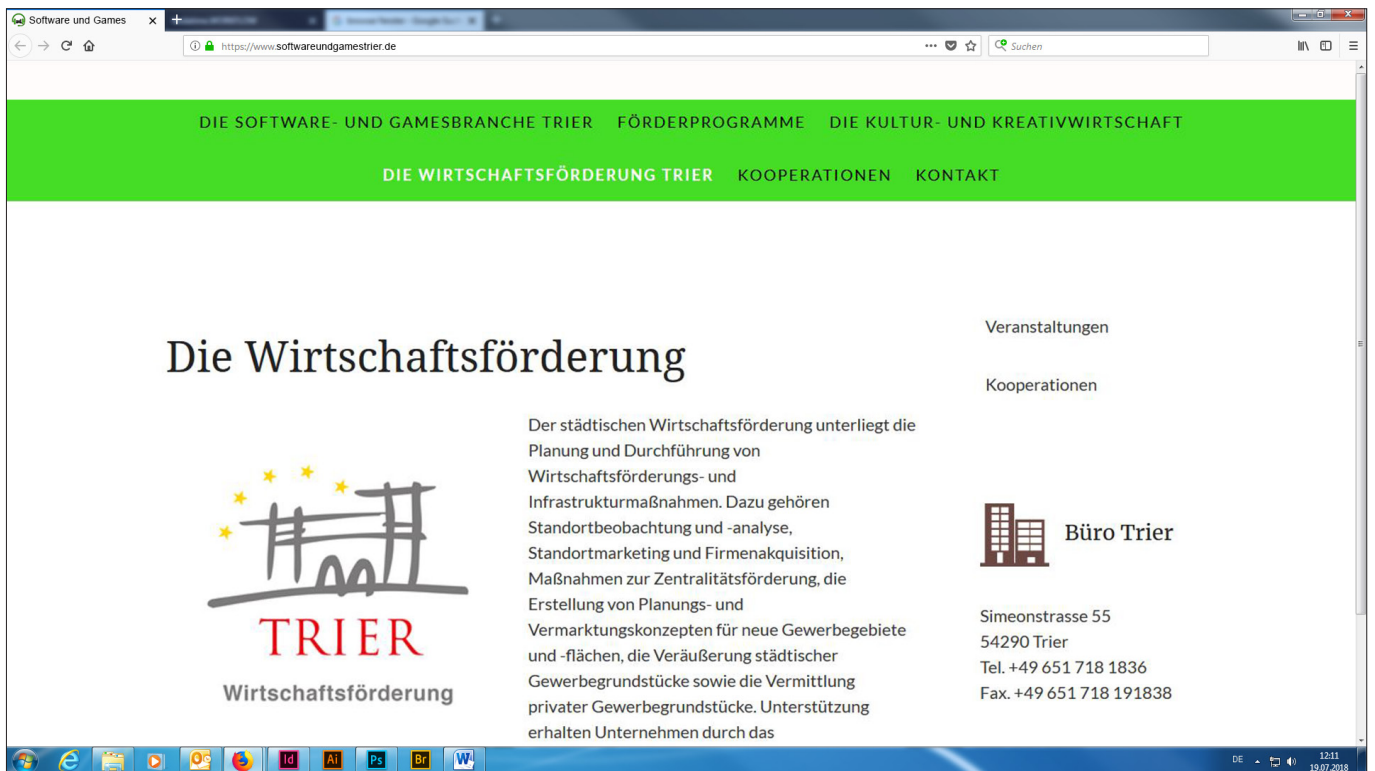 Software und Games
https://www.softwareundgamestrier.de
Suchen
DIE SOFTWARE- UND GAMESBRANCHE TRIER FÖRDERPROGRAMME DIE KULTUR- UND KREATIVWIRTSCHAFT
DIE WIRTSCHAFTSFÖRDERUNG TRIER KOOPERATIONEN KONTAKT
Die Wirtschaftsförderung
TRIER
Wirtschaftsförderung
Der städtischen Wirtschaftsförderung unterliegt die
Planung und Durchführung von
Wirtschaftsförderungs- und
Infrastrukturmaßnahmen. Dazu gehören
Standortbeobachtung und -analyse,
Standortmarketing und Firmenakquisition,
Maßnahmen zur Zentralitätsförderung, die
Erstellung von Planungs- und
Vermarktungskonzepten für neue Gewerbegebiete
und -flächen, die Veräußerung städtischer
Gewerbegrundstücke sowie die Vermittlung
privater Gewerbegrundstücke. Unterstützung
erhalten Unternehmen durch das
Veranstaltungen
Kooperationen
Büro Trier
Simeonstrasse 55
54290 Trier
Tel. +49 651 718 1836
Fax. +49 651 718 191838
Id Ai Ps Br W
DE
12:11
19.07.2018